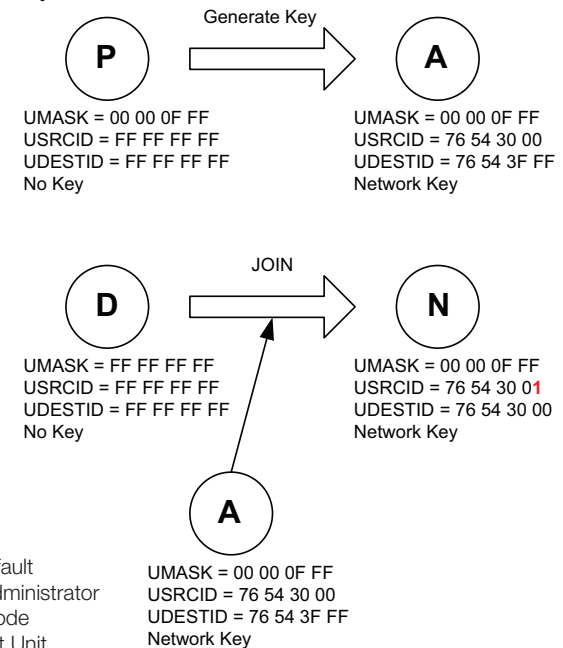 Generate Key
P
A
UMASK = 00 00 0F FF
USRCID = FF FF FF FF
UDESTID = FF FF FF FF
No Key
UMASK = 00 00 0F FF
USRCID = 76 54 30 00
UDESTID = 76 54 3F FF
Network Key
JOIN
D
N
UMASK = FF FF FF FF
USRCID = FF FF FF FF
UDESTID = FF FF FF FF
No Key
UMASK = 00 00 0F FF
USRCID = 76 54 30 01
UDESTID = 76 54 30 00
Network Key
A
UMASK = 00 00 0F FF
USRCID = 76 54 30 00
UDESTID = 76 54 3F FF
Network Key
Unit